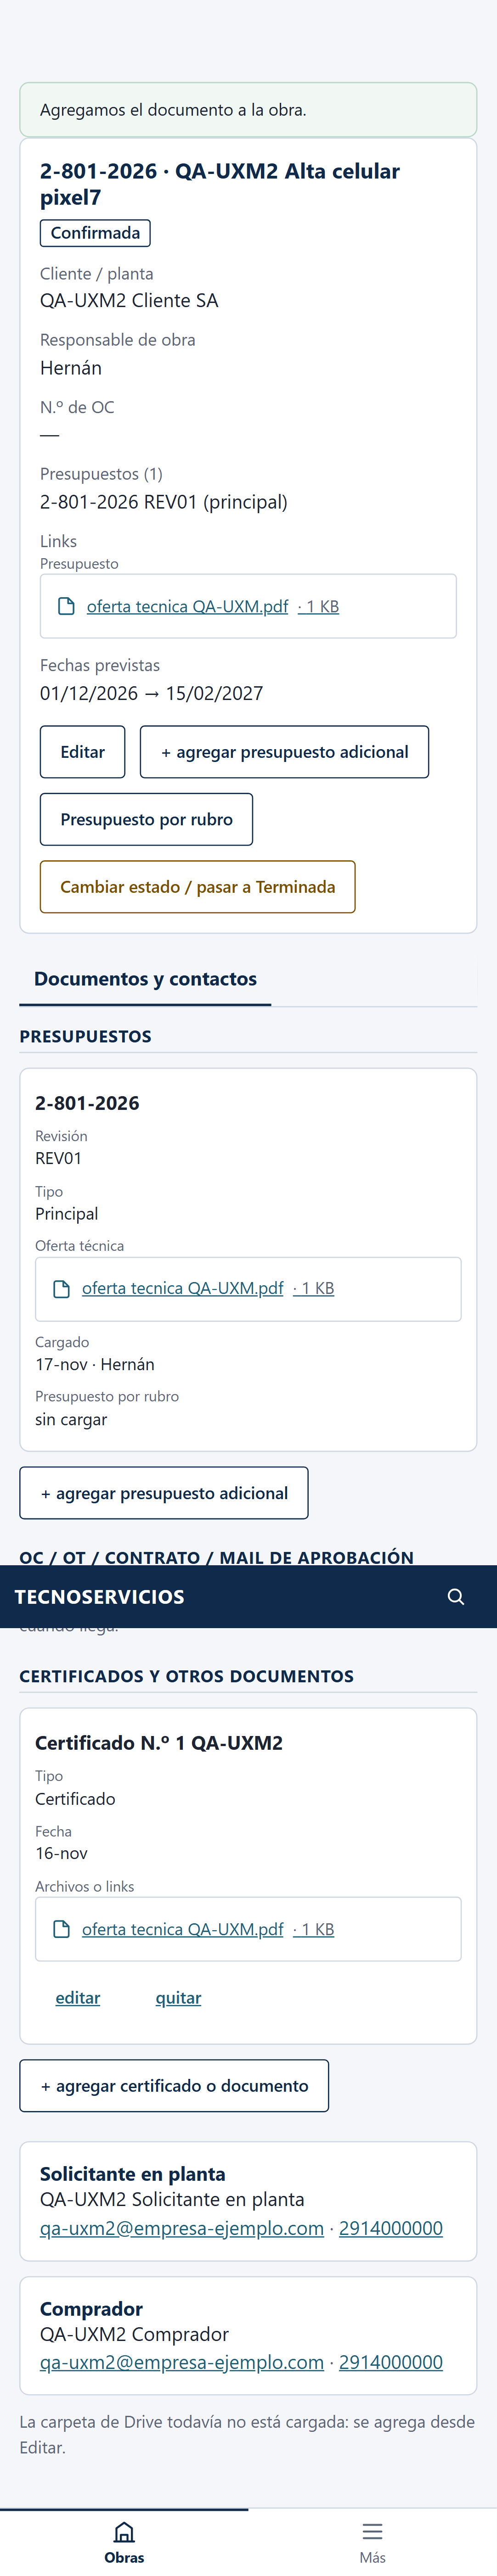 Agregamos el documento a la obra.
2-801-2026 · QA-UXM2 Alta celular
pixel7
Confirmada
Cliente / planta
QA-UXM2 Cliente SA
Responsable de obra
Hernán
N.º de OC
—
Presupuestos (1)
2-801-2026 REV01 (principal)
Links
Presupuesto
oferta tecnica QA-UXM.pdf · 1 KB
Fechas previstas
01/12/2026 → 15/02/2027
Editar
+ agregar presupuesto adicional
Presupuesto por rubro
Cambiar estado / pasar a Terminada
Documentos y contactos
PRESUPUESTOS
2-801-2026
Revisión
REV01
Tipo
Principal
Oferta técnica
oferta tecnica QA-UXM.pdf · 1 KB
Cargado
17-nov · Hernán
Presupuesto por rubro
sin cargar
+ agregar presupuesto adicional
OC / OT / CONTRATO / MAIL DE APROBACIÓN
TECNOSERVICIOS
cuando llega.
CERTIFICADOS Y OTROS DOCUMENTOS
Certificado N.º 1 QA-UXM2
Tipo
Certificado
Fecha
16-nov
Archivos o links
oferta tecnica QA-UXM.pdf · 1 KB
editar quitar
+ agregar certificado o documento
Solicitante en planta
QA-UXM2 Solicitante en planta
qa-uxm2@empresa-ejemplo.com · 2914000000
Comprador
QA-UXM2 Comprador
qa-uxm2@empresa-ejemplo.com · 2914000000
La carpeta de Drive todavía no está cargada: se agrega desde
Editar.
Obras
Más